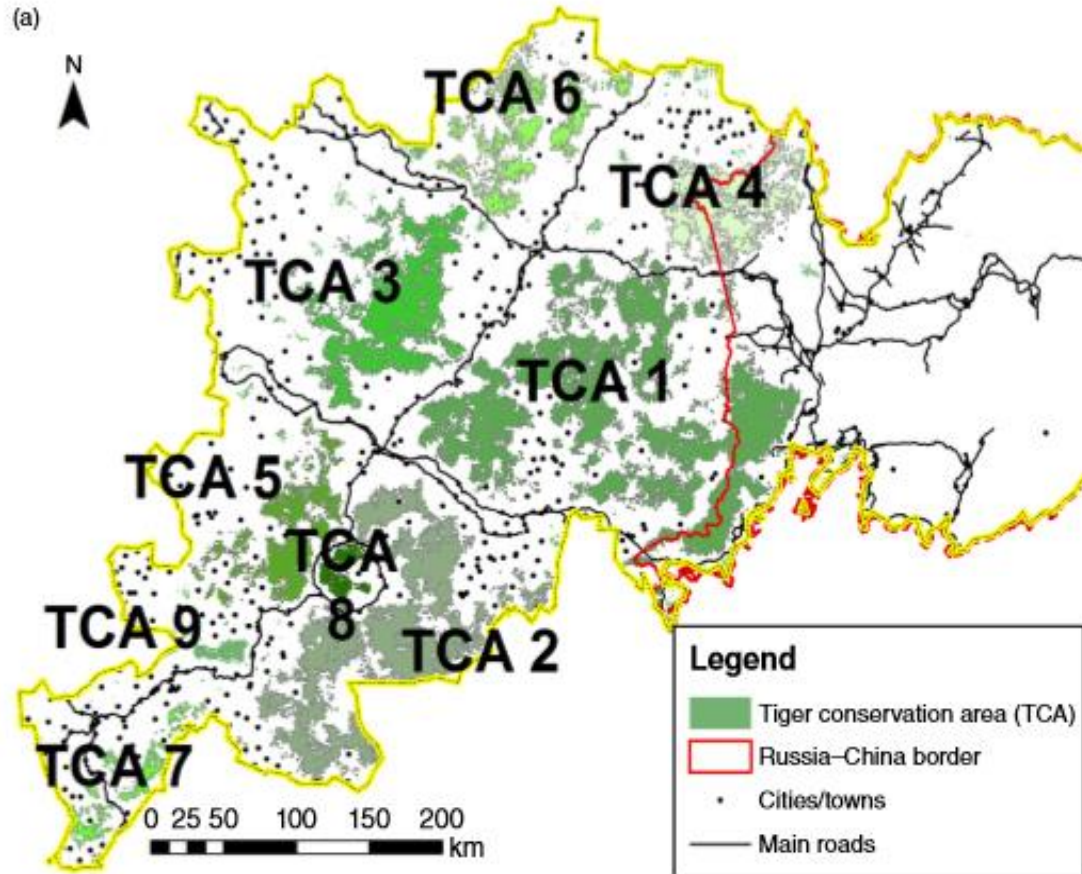 (a)
N
TCA 6
TCA 4
TCA 3
TCA 1
TCA 5
TCA
8
TCA 9
TCA 2
TCA 7
0 25 50 100 150 200
km
Legend
Tiger conservation area (TCA)
Russia–China border
Cities/towns
Main roads